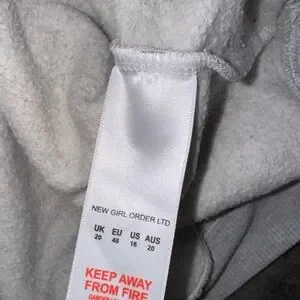 NEW GIRL ORDER LTD
UK EU US AUS
20 48 16 20
KEEP AWAY
FROM FIRE